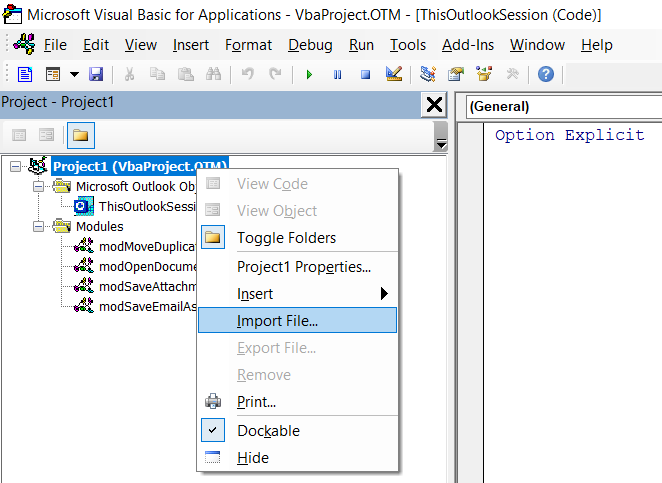 Microsoft Visual Basic for Applications - VbaProject.OTM - [ThisOutlookSession (Code)]
File Edit View Insert Format Debug Run Tools Add-Ins Window Help
Project - Project1
(General)
Option Explicit
Project1 (VbaProject.OTM)
Microsoft Outlook Obj
ThisOutlookSessi
Modules
modMoveDuplica
modOpenDocume
modSaveAttachm
modSaveEmailAs
View Code
View Object
Toggle Folders
Project1 Properties...
Insert
Import File...
Export File...
Remove
Print...
Dockable
Hide